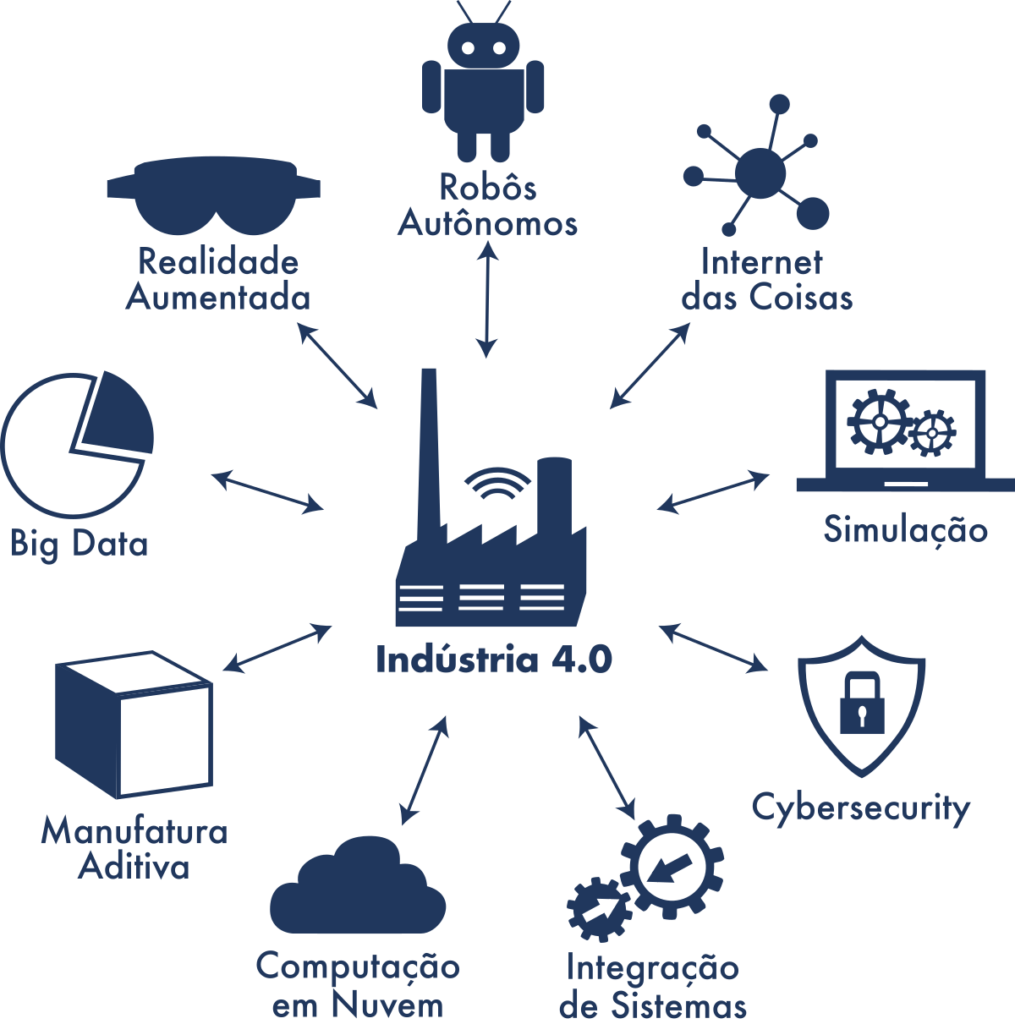 Robôs
Autônomos
Realidade
Aumentada
Internet
das Coisas
Big Data
Simulação
Indústria 4.0
Manufatura
Aditiva
Cybersecurity
Computação
em Nuvem
Integração
de Sistemas